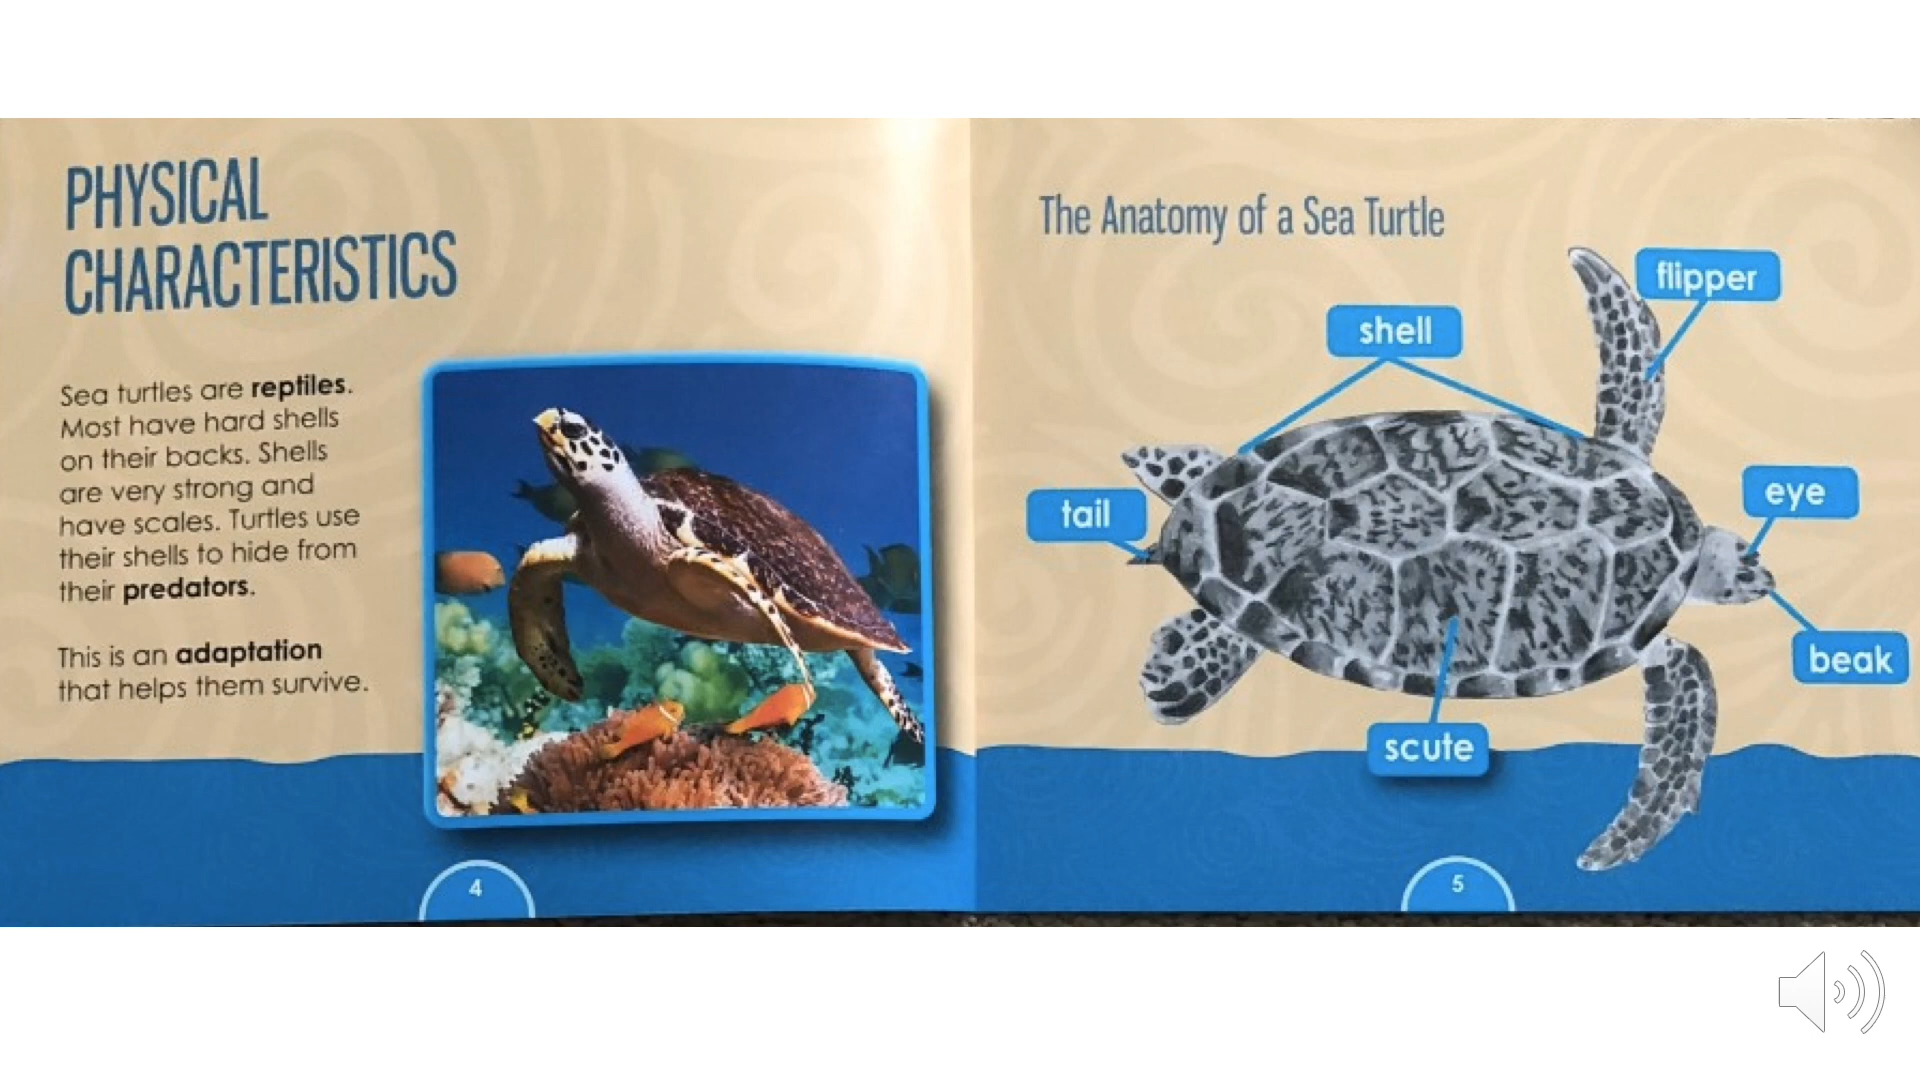 PHYSICAL
CHARACTERISTICS
Sea turtles are reptiles.
Most have hard shells
on their backs. Shells
are very strong and
have scales. Turtles use
their shells to hide from
their predators.
This is an adaptation
that helps them survive.
4
The Anatomy of a Sea Turtle
flipper
shell
eye
tail
beak
scute
5